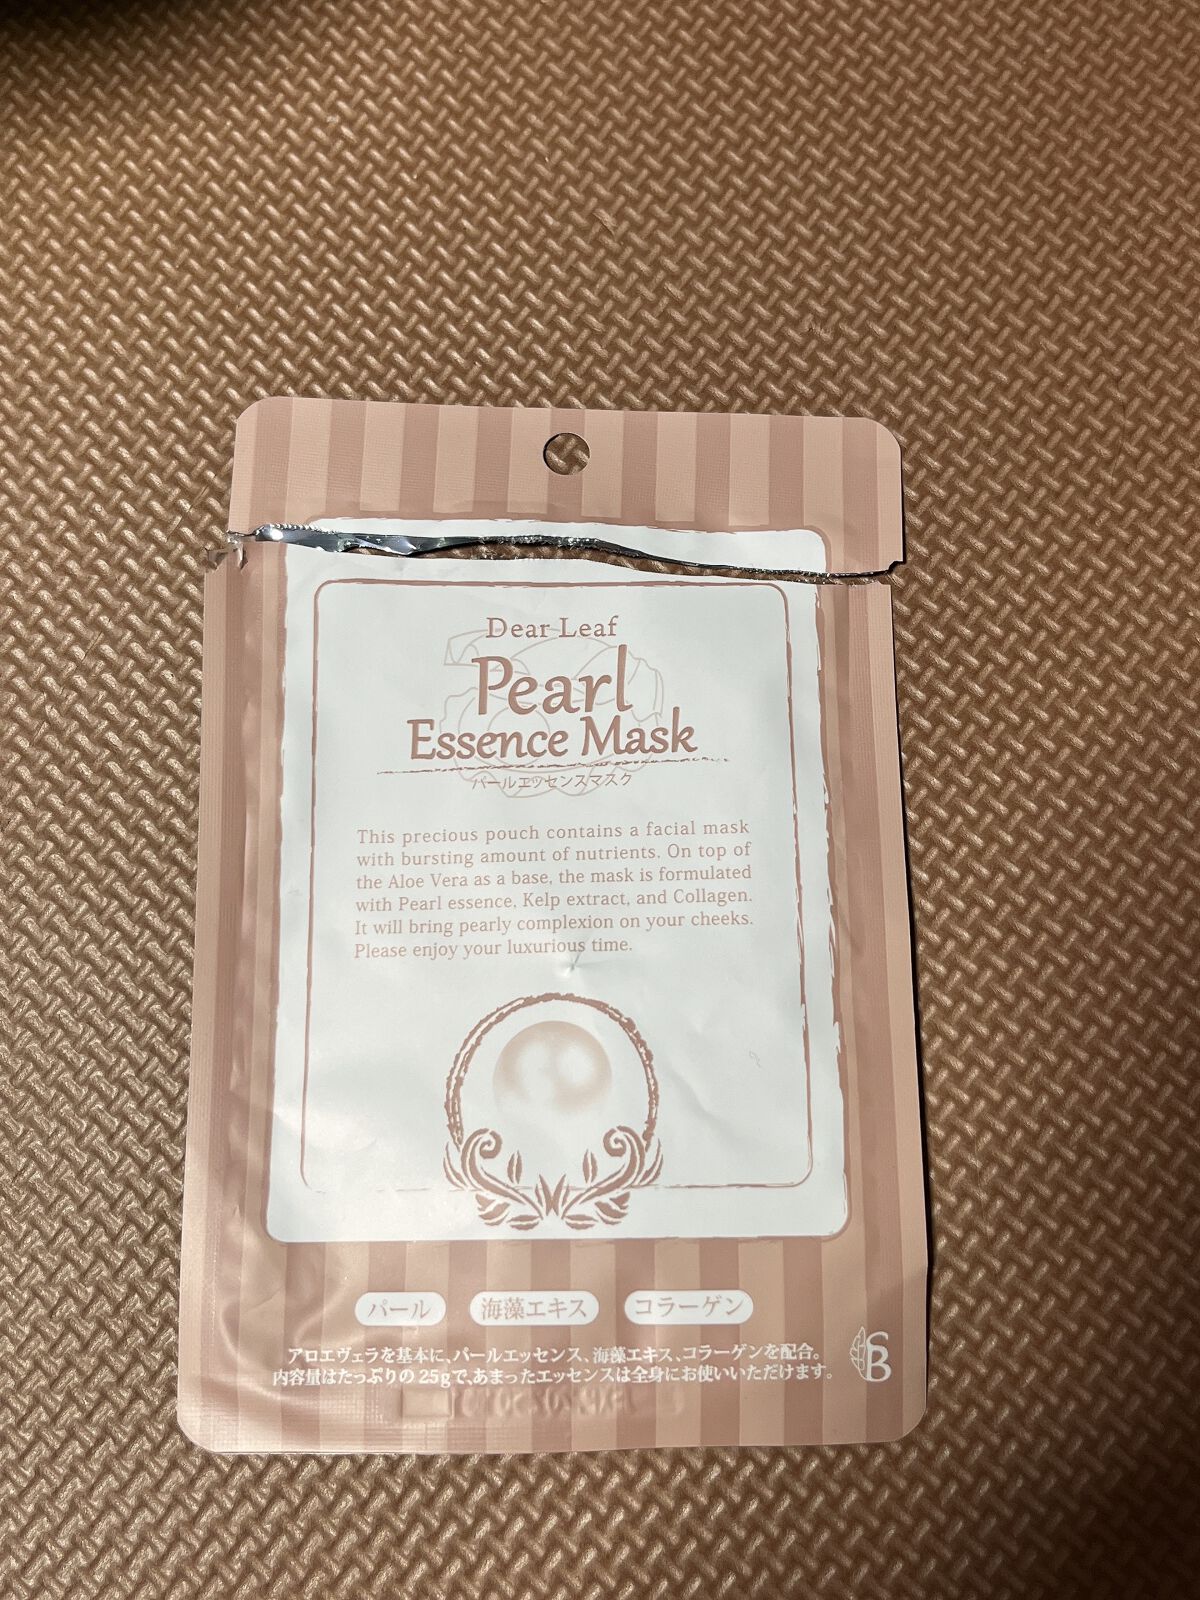 Dear Leaf
Pearl
Essence Mask
パールエッセンスマスク
This precious pouch contains a facial mask
with bursting amount of nutrients. On top of
the Aloe Vera as a base, the mask is formulated
with Pearl essence, Kelp extract, and Collagen.
It will bring pearly complexion on your cheeks.
Please enjoy your luxurious time.
パール 海藻エキス コラーゲン
アロエヴェラを基本に、パールエッセンス、海藻エキス、コラーゲンを配合。
内容量はたっぷりの25gで、あまったエッセンスは全身にお使いいただけます。